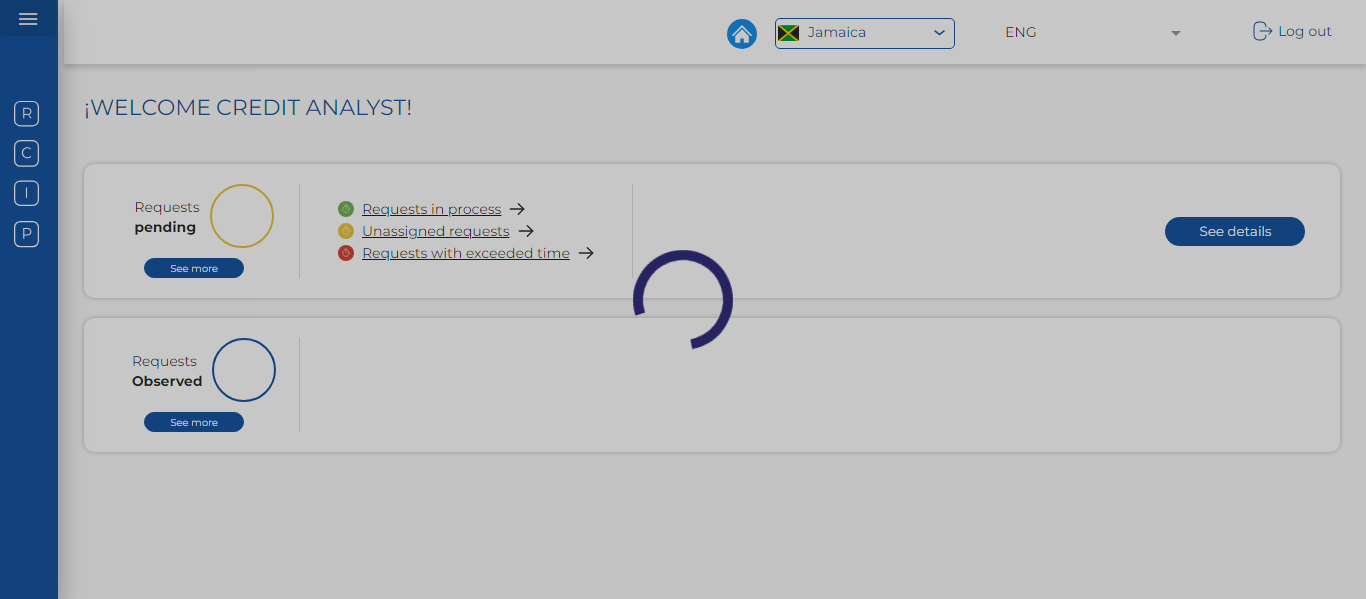 Jamaica
ENG
Log out
R
C
I
P
¡WELCOME CREDIT ANALYST!
Requests
pending
See more
Requests in process
Unassigned requests
Requests with exceeded time
See details
Requests
Observed
See more